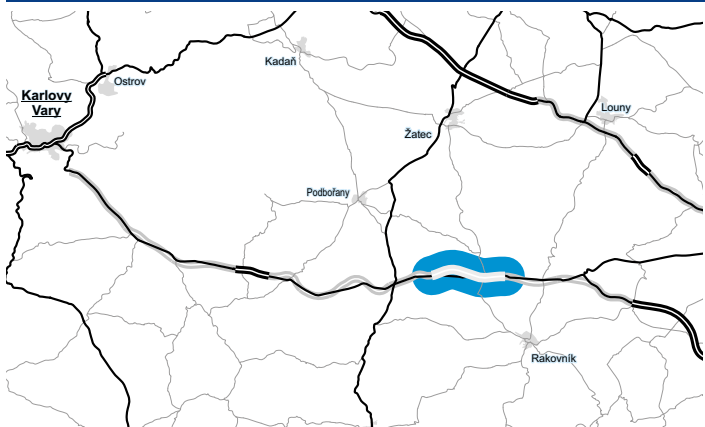 Kadaň
Ostrov
Karlovy
Vary
Louny
Žatec
Podbořany
Rakovník